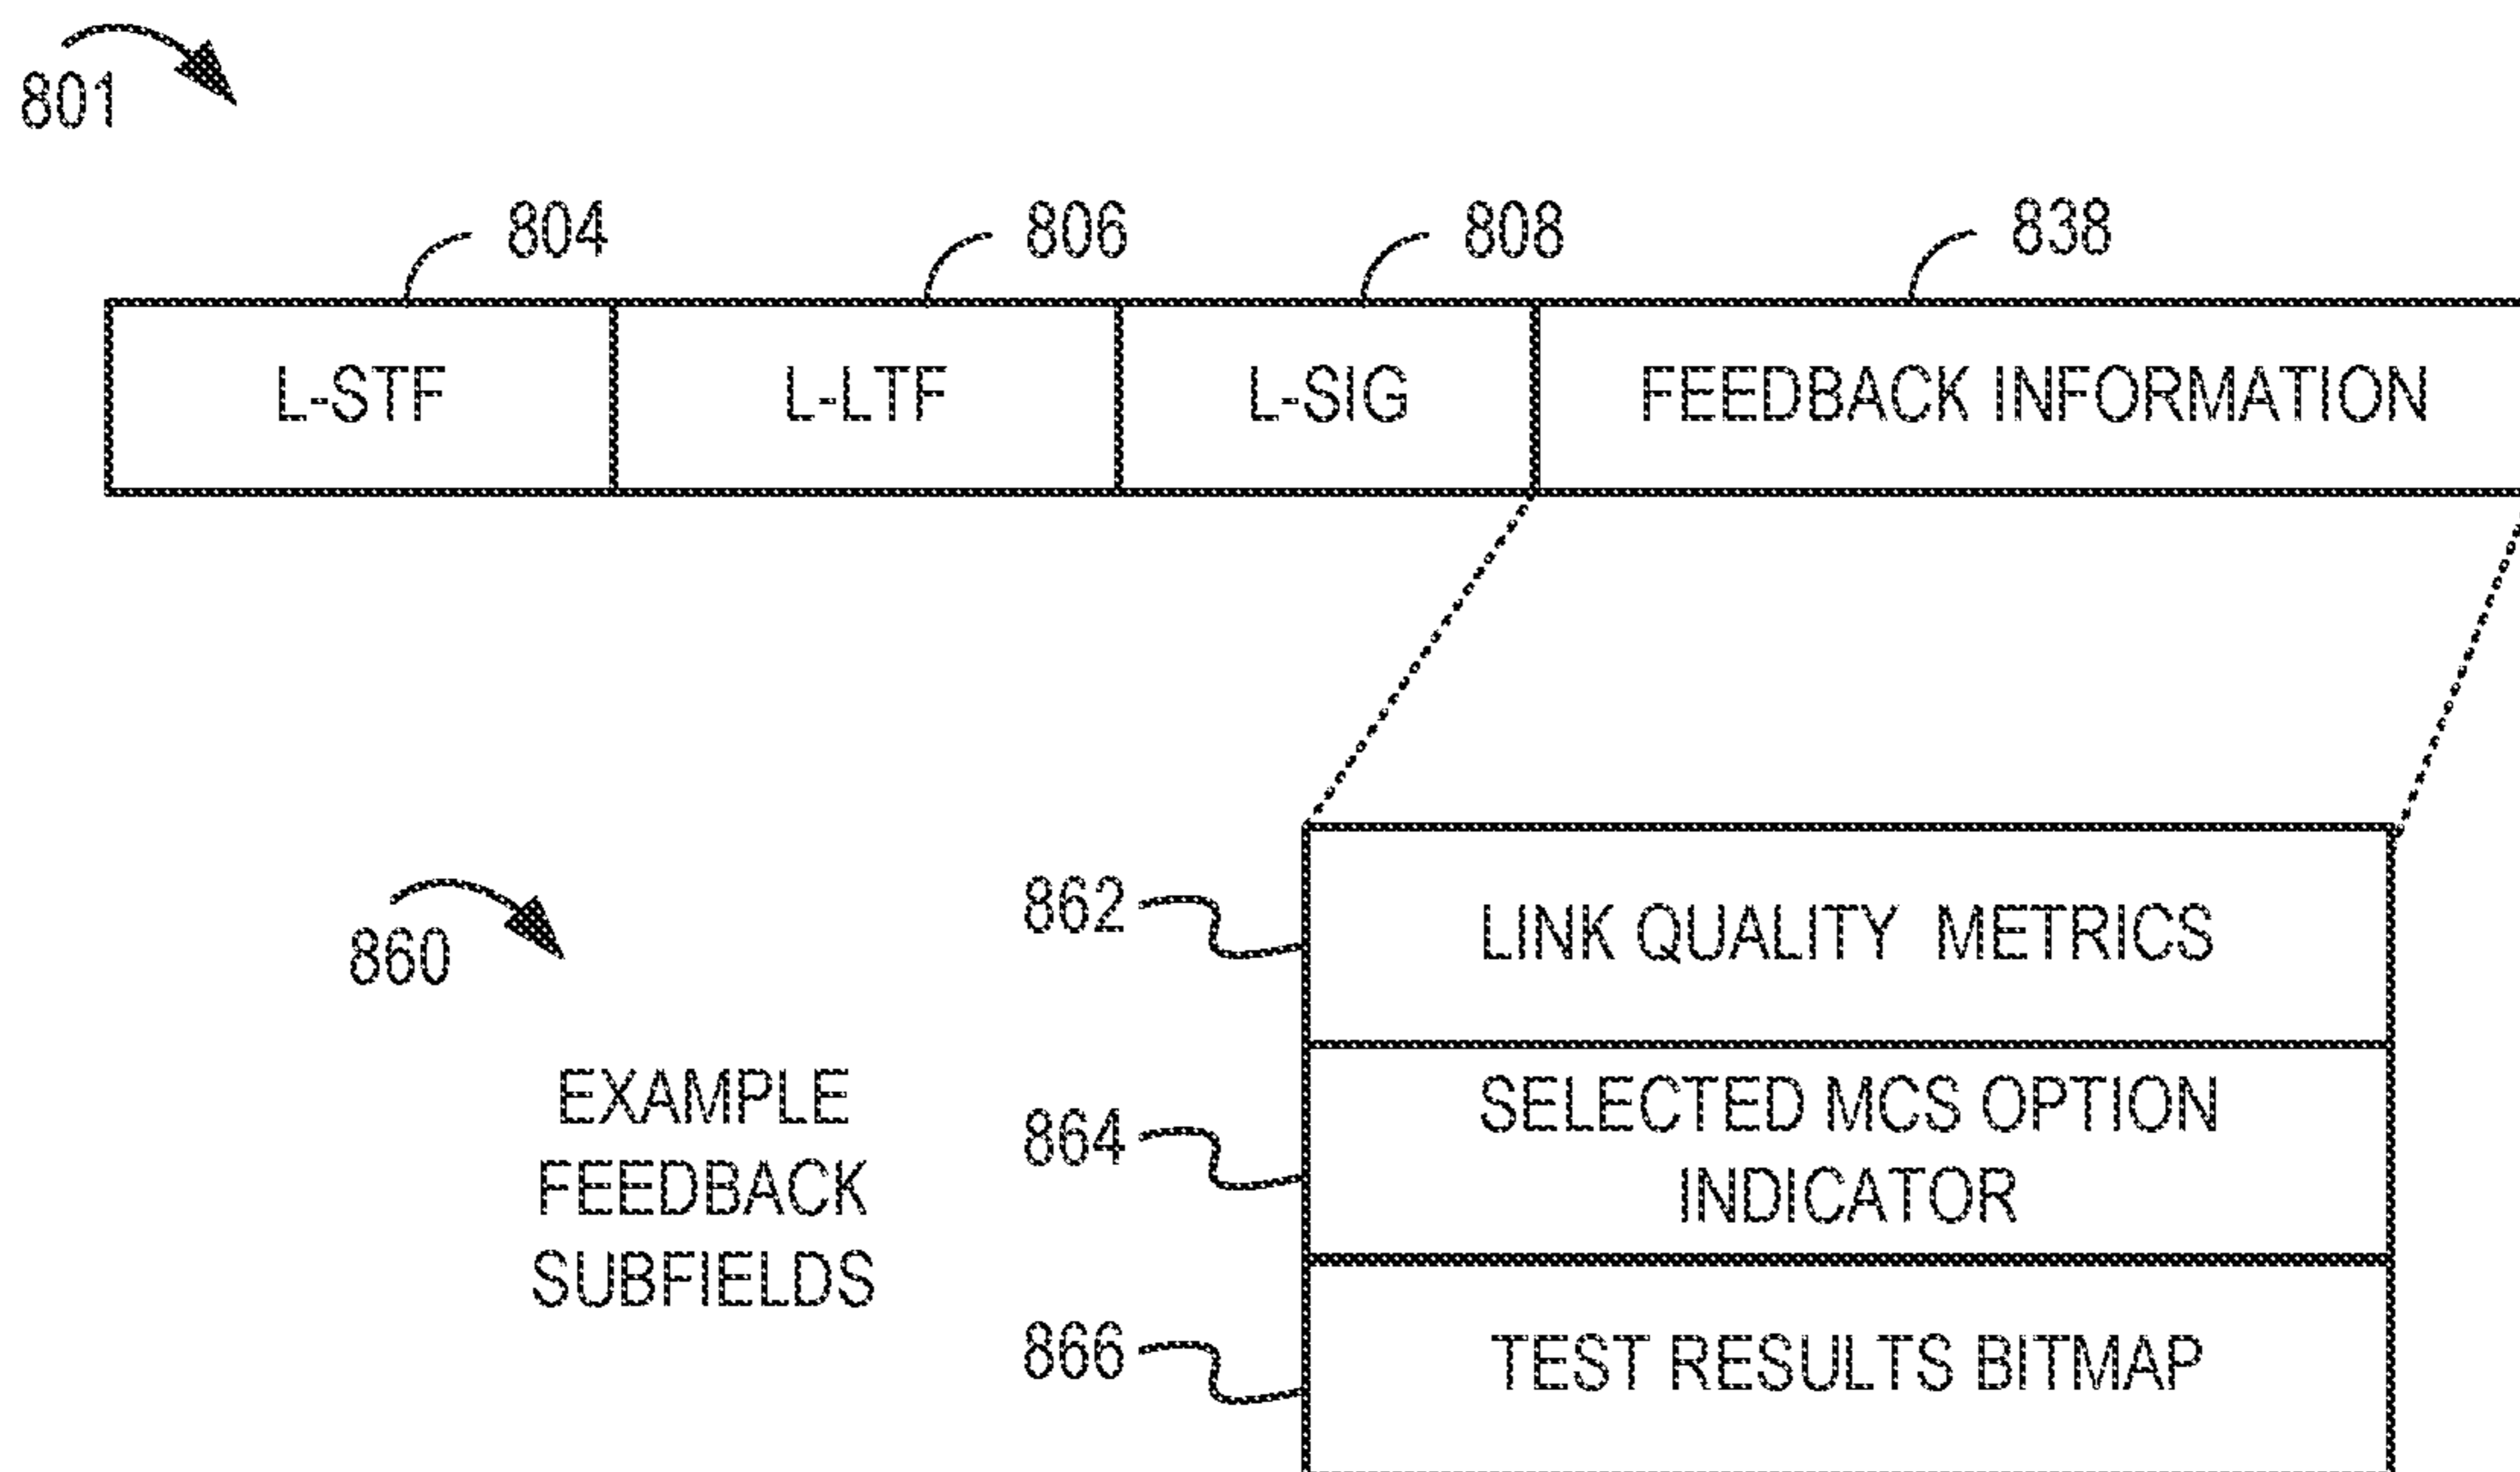 801
804
806
808
838
L-STF
L-LTF
L-SIG
FEEDBACK INFORMATION
860
EXAMPLE
FEEDBACK
SUBFIELDS
862
LINK QUALITY METRICS
864
SELECTED MCS OPTION
INDICATOR
866
TEST RESULTS BITMAP